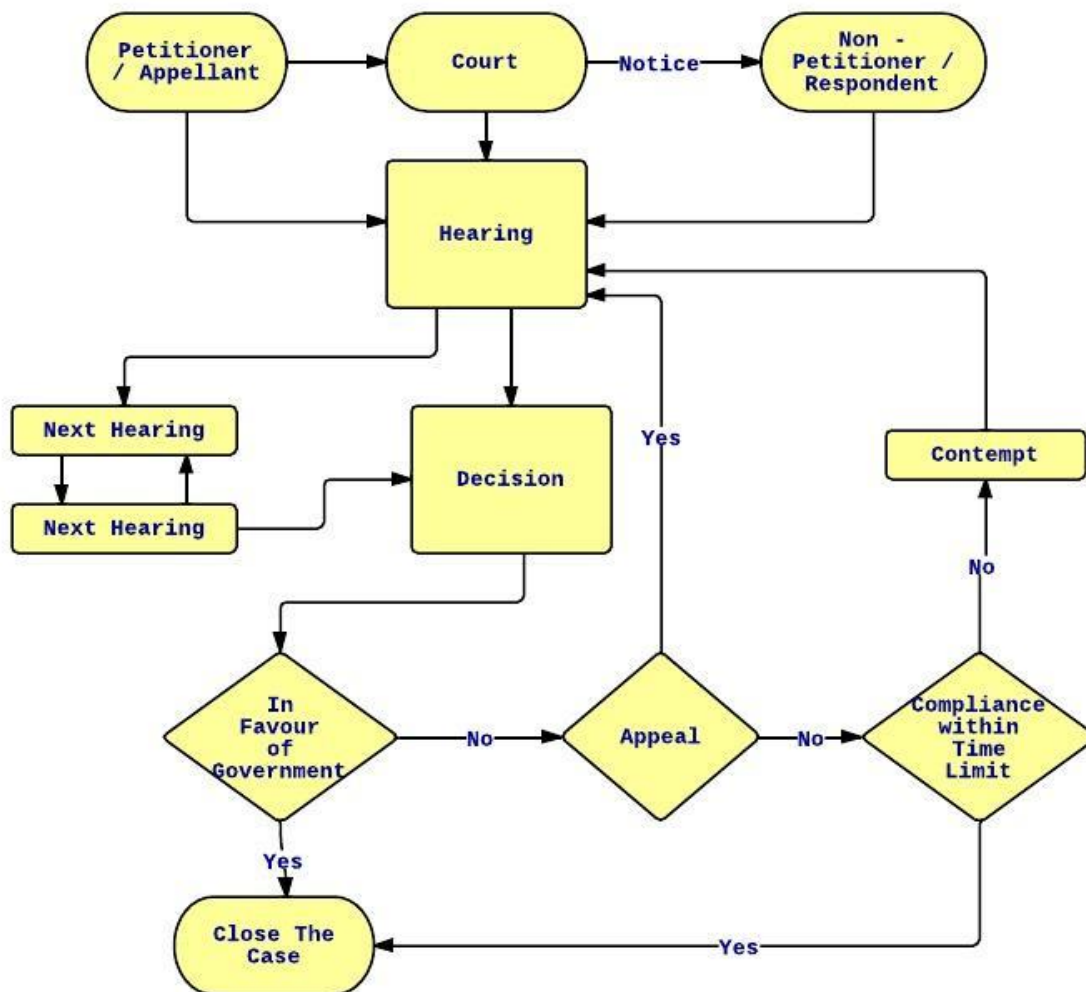 Petitioner
/ Appellant
Court
Notice
Non -
Petitioner /
Respondent
Hearing
Next Hearing
Decision
Yes
Contempt
Next Hearing
No
In
Favour
of
Government
No
Appeal
No
Compliance
within
Time
Limit
Yes
Close The
Case
Yes